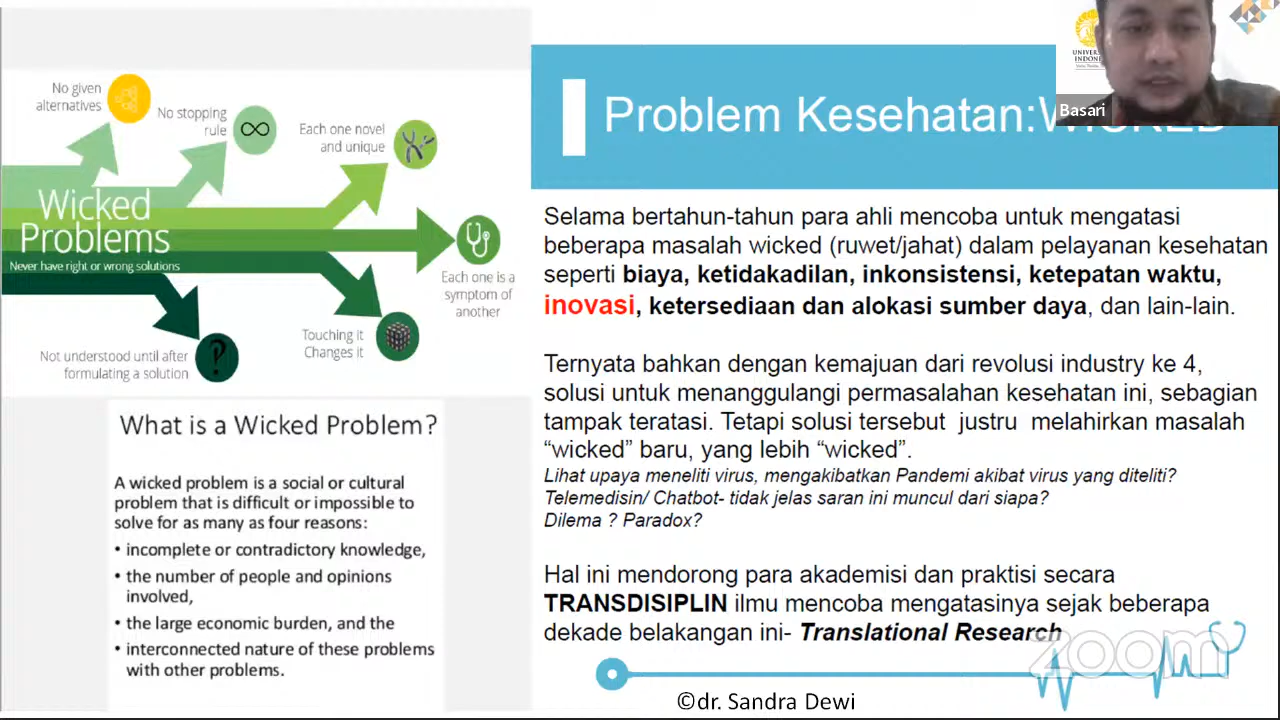 No given
alternatives
No stopping
rule
Each one novel
and unique
Wicked
Problems
Never have right or wrong solutions
Each one is a
symptom of
another
Touching it
Changes it
Not understood until after
formulating a solution
?
What is a Wicked Problem?
A wicked problem is a social or cultural
problem that is difficult or impossible to
solve for as many as four reasons:
• incomplete or contradictory knowledge,
• the number of people and opinions
involved,
• the large economic burden, and the
• interconnected nature of these problems
with other problems.
Basari
Problem Kesehatan:WICKED
Selama bertahun-tahun para ahli mencoba untuk mengatasi
beberapa masalah wicked (ruwet/jahat) dalam pelayanan kesehatan
seperti biaya, ketidakadilan, inkonsistensi, ketepatan waktu,
inovasi, ketersediaan dan alokasi sumber daya, dan lain-lain.
Ternyata bahkan dengan kemajuan dari revolusi industry ke 4,
solusi untuk menanggulangi permasalahan kesehatan ini, sebagian
tampak teratasi. Tetapi solusi tersebut justru melahirkan masalah
“wicked” baru, yang lebih “wicked”.
Lihat upaya meneliti virus, mengakibatkan Pandemi akibat virus yang diteliti?
Telemedisin/ Chatbot- tidak jelas saran ini muncul dari siapa?
Dilema ? Paradox?
Hal ini mendorong para akademisi dan praktisi secara
TRANSDISIPLIN ilmu mencoba mengatasinya sejak beberapa
dekade belakangan ini- Translational Research
zoom
©dr. Sandra Dewi